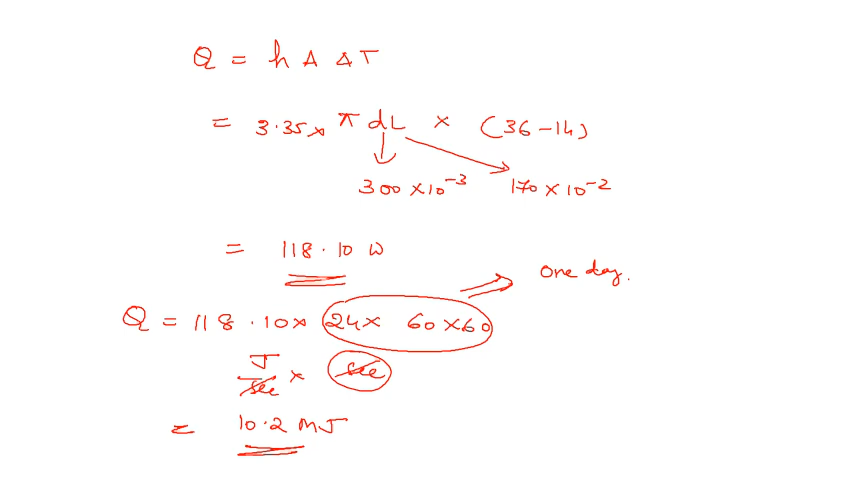 Q = h A ΔT
= 3.35 × π dL × (36 - 14)
300 × 10⁻³ 170 × 10⁻²
= 118.10 W
one day.
Q = 118.10 × 24 × 60 × 60
J/sec × sec
= 10.2 MJ